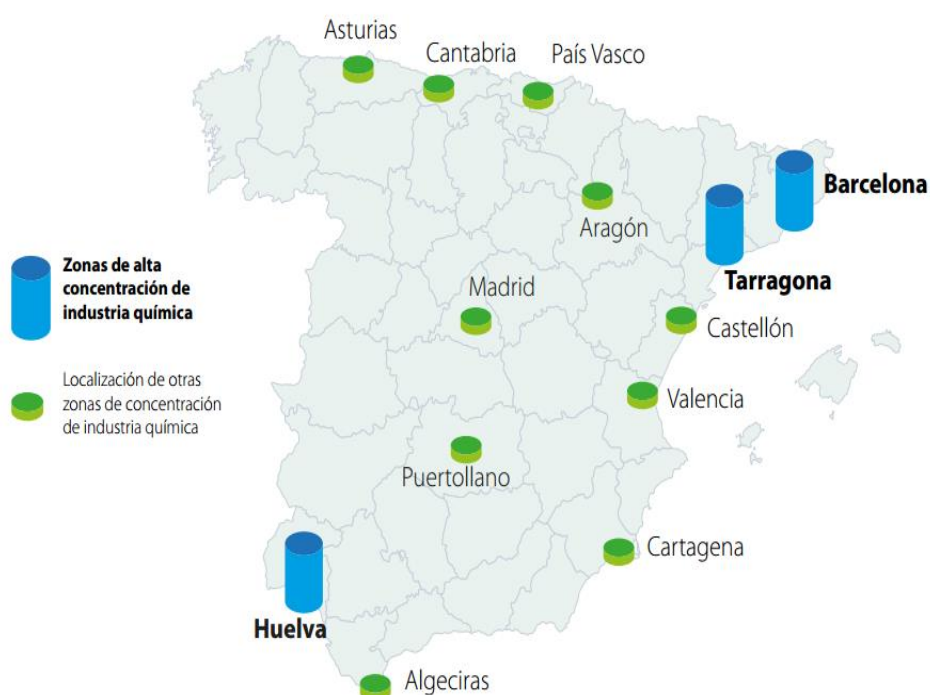 Asturias
Cantabria
País Vasco
Barcelona
Aragón
Tarragona
Zonas de alta
concentración de
industria química
Madrid
Castellón
Localización de otras
zonas de concentración
de industria química
Valencia
Puertollano
Cartagena
Huelva
Algeciras